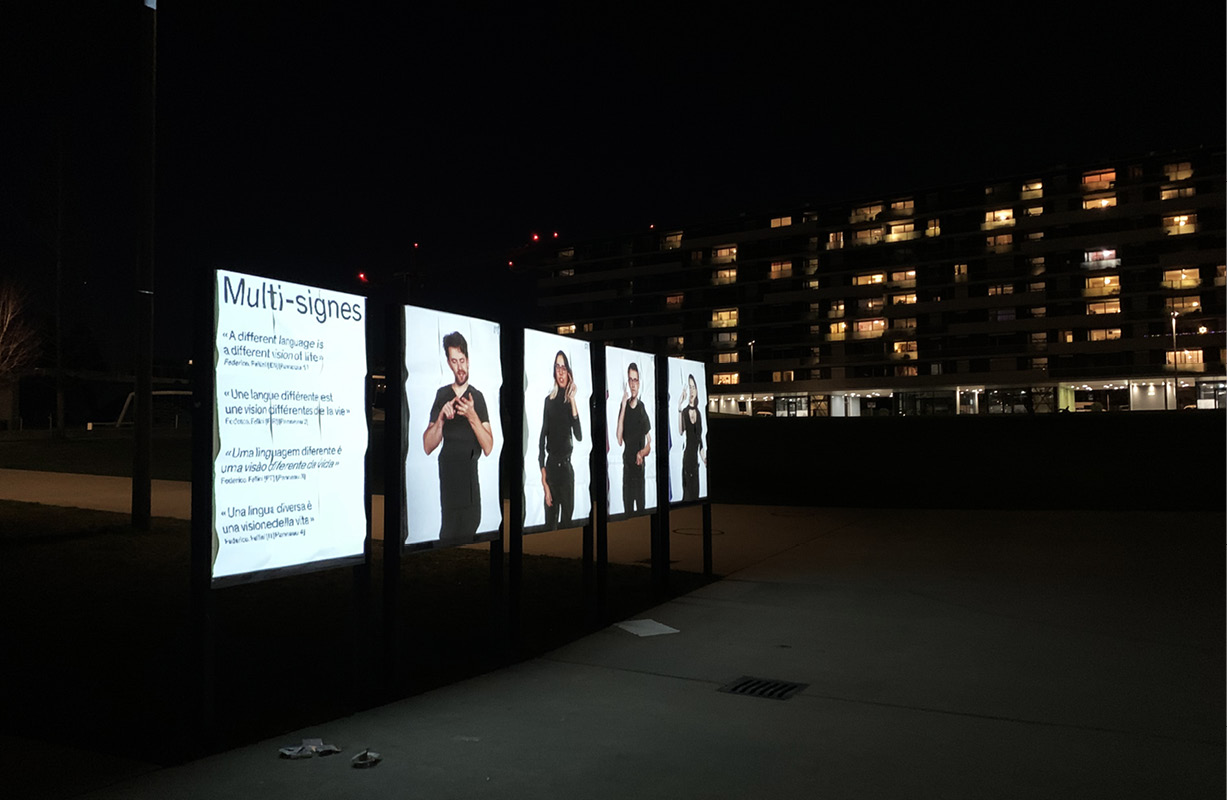 Multi-signes
«A different language is
a different vision of life»
Federico, Fellini
«Une langue différente est
une vision différentes de la vie»
Federico, Fellini
«Uma linguagem diferente é
uma visão diferente da vida»
Federico, Fellini
«Una lingua diversa è
una visione della vita»
Federico, Fellini